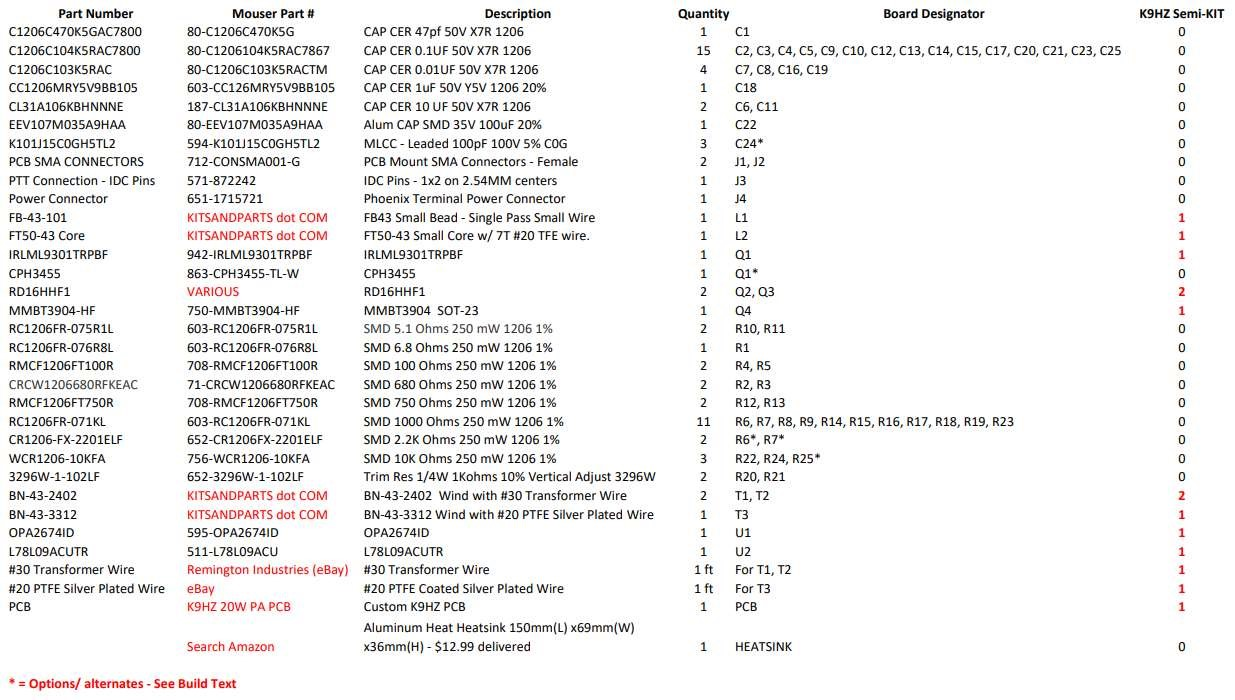 Part Number Mouser Part # Description Quantity Board Designator K9HZ Semi-KIT
C1206C470K5GAC7800 80-C1206C470K5G CAP CER 47pf 50V X7R 1206 1 C1 0
C1206C104K5RAC7800 80-C1206104K5RAC7867 CAP CER 0.1UF 50V X7R 1206 15 C2, C3, C4, C5, C9, C10, C12, C13, C14, C15, C17, C20, C21, C23, C25 0
C1206C103K5RAC 80-C1206C103K5RACTM CAP CER 0.01UF 50V X7R 1206 4 C7, C8, C16, C19 0
CC1206MRY5V9BB105 603-CC126MRY5V9BB105 CAP CER 1uF 50V Y5V 1206 20% 1 C18 0
CL31A106KBHNNNE 187-CL31A106KBHNNNE CAP CER 10 UF 50V X7R 1206 2 C6, C11 0
EEV107M035A9HAA 80-EEV107M035A9HAA Alum CAP SMD 35V 100uF 20% 1 C22 0
K101J15C0GH5TL2 594-K101J15C0GH5TL2 MLCC - Leaded 100pF 100V 5% C0G 3 C24* 0
PCB SMA CONNECTORS 712-CONSMA001-G PCB Mount SMA Connectors - Female 2 J1, J2 0
PTT Connection - IDC Pins 571-872242 IDC Pins - 1x2 on 2.54MM centers 1 J3 0
Power Connector 651-1715721 Phoenix Terminal Power Connector 1 J4 0
FB-43-101 KITSANDPARTS dot COM FB43 Small Bead - Single Pass Small Wire 1 L1 1
FT50-43 Core KITSANDPARTS dot COM FT50-43 Small Core w/ 7T #20 TFE wire. 1 L2 1
IRLML9301TRPBF 942-IRLML9301TRPBF IRLML9301TRPBF 1 Q1 1
CPH3455 863-CPH3455-TL-W CPH3455 1 Q1* 0
RD16HHF1 VARIOUS RD16HHF1 2 Q2, Q3 2
MMBT3904-HF 750-MMBT3904-HF MMBT3904 SOT-23 1 Q4 1
RC1206FR-075R1L 603-RC1206FR-075R1L SMD 5.1 Ohms 250 mW 1206 1% 2 R10, R11 0
RC1206FR-076R8L 603-RC1206FR-076R8L SMD 6.8 Ohms 250 mW 1206 1% 1 R1 0
RMCF1206FT100R 708-RMCF1206FT100R SMD 100 Ohms 250 mW 1206 1% 2 R4, R5 0
CRCW1206680RFKEAC 71-CRCW1206680RFKEAC SMD 680 Ohms 250 mW 1206 1% 2 R2, R3 0
RMCF1206FT750R 708-RMCF1206FT750R SMD 750 Ohms 250 mW 1206 1% 2 R12, R13 0
RC1206FR-071KL 603-RC1206FR-071KL SMD 1000 Ohms 250 mW 1206 1% 11 R6, R7, R8, R9, R14, R15, R16, R17, R18, R19, R23 0
CR1206-FX-2201ELF 652-CR1206FX-2201ELF SMD 2.2K Ohms 250 mW 1206 1% 2 R6*, R7* 0
WCR1206-10KFA 756-WCR1206-10KFA SMD 10K Ohms 250 mW 1206 1% 3 R22, R24, R25* 0
3296W-1-102LF 652-3296W-1-102LF Trim Res 1/4W 1Kohms 10% Vertical Adjust 3296W 2 R20, R21 0
BN-43-2402 KITSANDPARTS dot COM BN-43-2402 Wind with #30 Transformer Wire 2 T1, T2 2
BN-43-3312 KITSANDPARTS dot COM BN-43-3312 Wind with #20 PTFE Silver Plated Wire 1 T3 1
OPA2674ID 595-OPA2674ID OPA2674ID 1 U1 1
L78L09ACUTR 511-L78L09ACU L78L09ACUTR 1 U2 1
#30 Transformer Wire Remington Industries (eBay) #30 Transformer Wire 1 ft For T1, T2 1
#20 PTFE Silver Plated Wire eBay #20 PTFE Coated Silver Plated Wire 1 ft For T3 1
PCB K9HZ 20W PA PCB Custom K9HZ PCB 1 PCB 1
Aluminum Heat Heatsink 150mm(L) x69mm(W)
Search Amazon x36mm(H) - $12.99 delivered 1 HEATSINK 0
* = Options/ alternates - See Build Text